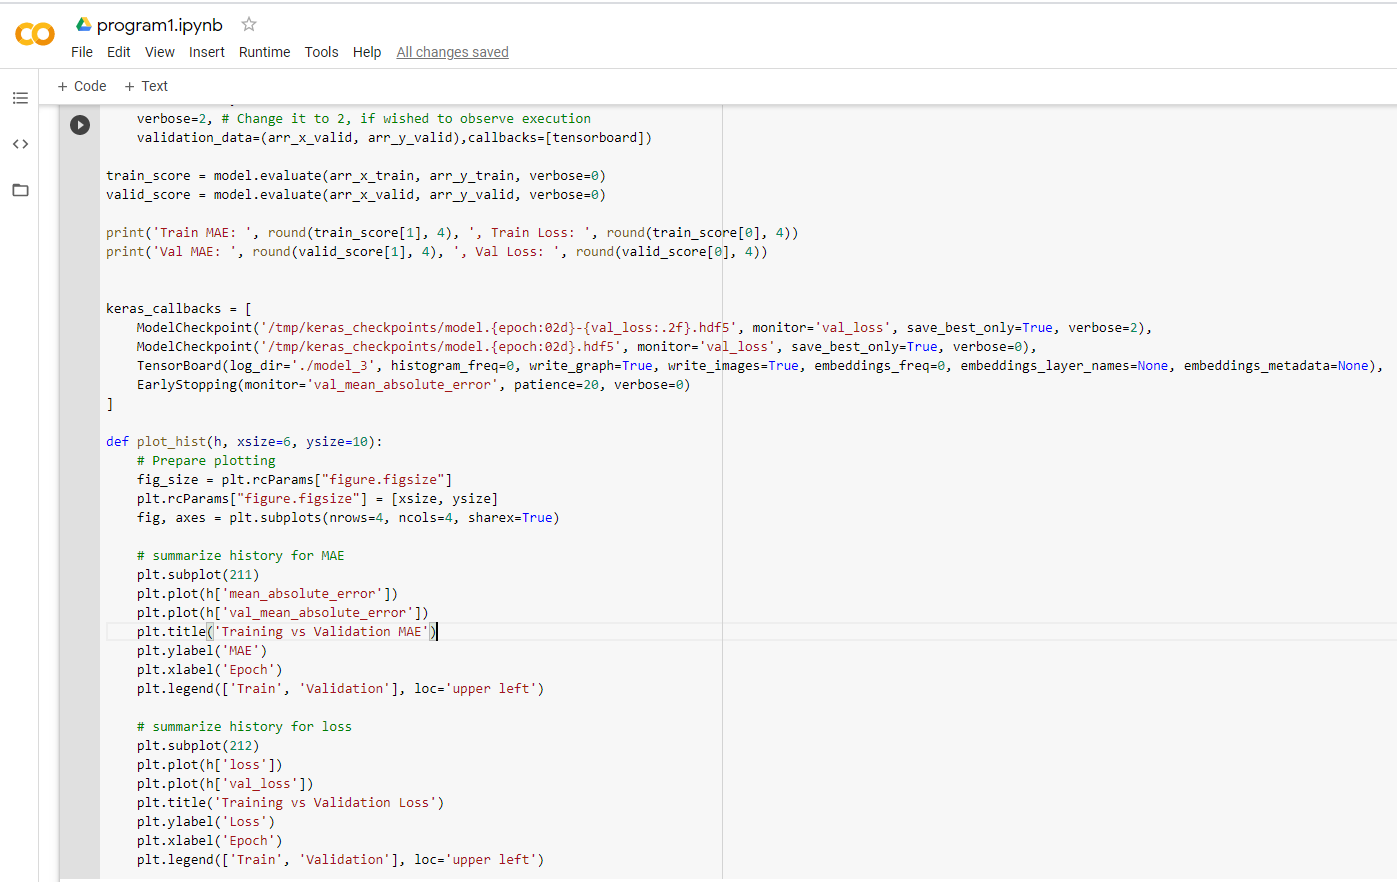 program1.ipynb
File Edit View Insert Runtime Tools Help All changes saved
+ Code + Text
verbose=2, # Change it to 2, if wished to observe execution
validation_data=(arr_x_valid, arr_y_valid),callbacks=[tensorboard])
train_score = model.evaluate(arr_x_train, arr_y_train, verbose=0)
valid_score = model.evaluate(arr_x_valid, arr_y_valid, verbose=0)
print('Train MAE: ', round(train_score[1], 4), ', Train Loss: ', round(train_score[0], 4))
print('Val MAE: ', round(valid_score[1], 4), ', Val Loss: ', round(valid_score[0], 4))
keras_callbacks = [
ModelCheckpoint('/tmp/keras_checkpoints/model.{epoch:02d}-{val_loss:.2f}.hdf5', monitor='val_loss', save_best_only=True, verbose=2),
ModelCheckpoint('/tmp/keras_checkpoints/model.{epoch:02d}.hdf5', monitor='val_loss', save_best_only=True, verbose=0),
TensorBoard(log_dir='./model_3', histogram_freq=0, write_graph=True, write_images=True, embeddings_freq=0, embeddings_layer_names=None, embeddings_metadata=None),
EarlyStopping(monitor='val_mean_absolute_error', patience=20, verbose=0)
]
def plot_hist(h, xsize=6, ysize=10):
# Prepare plotting
fig_size = plt.rcParams["figure.figsize"]
plt.rcParams["figure.figsize"] = [xsize, ysize]
fig, axes = plt.subplots(nrows=4, ncols=4, sharex=True)
# summarize history for MAE
plt.subplot(211)
plt.plot(h['mean_absolute_error'])
plt.plot(h['val_mean_absolute_error'])
plt.title('Training vs Validation MAE')
plt.ylabel('MAE')
plt.xlabel('Epoch')
plt.legend(['Train', 'Validation'], loc='upper left')
# summarize history for loss
plt.subplot(212)
plt.plot(h['loss'])
plt.plot(h['val_loss'])
plt.title('Training vs Validation Loss')
plt.ylabel('Loss')
plt.xlabel('Epoch')
plt.legend(['Train', 'Validation'], loc='upper left')